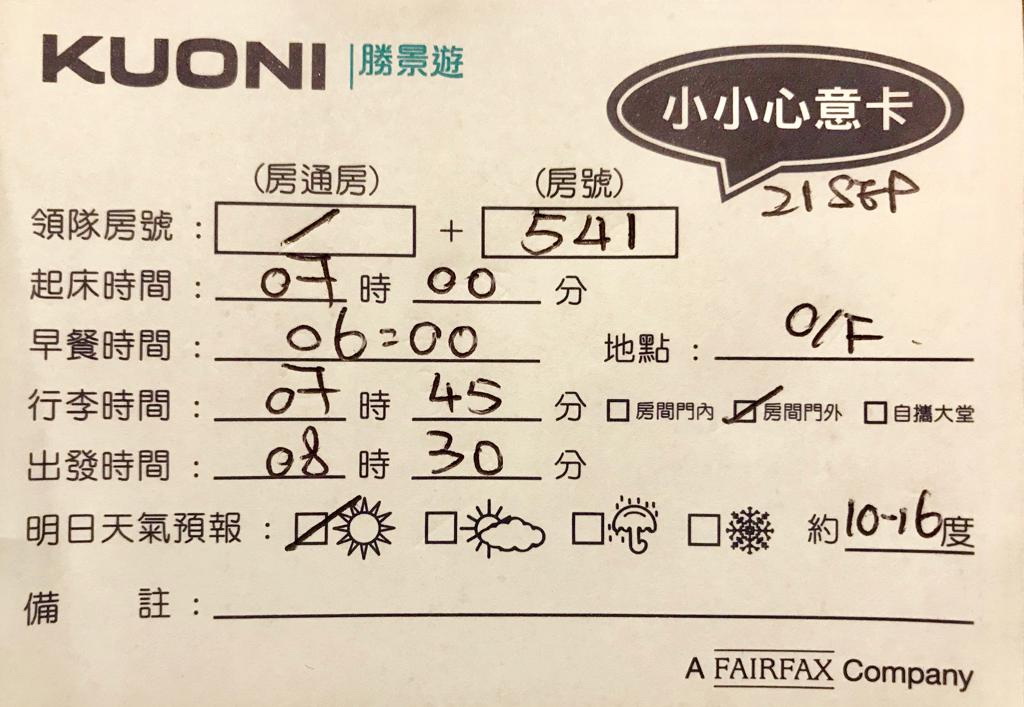 KUONI 勝景遊
小小心意卡
21 SEP
(房通房) (房號)
領隊房號 : / + 541
起床時間 : 07 時 00 分
早餐時間 : 06:00 地點 : 0/F
行李時間 : 07 時 45 分 □ 房間門內 ☑ 房間門外 □ 自攜大堂
出發時間 : 08 時 30 分
明日天氣預報 : 約 10-16 度
備 註 :
A FAIRFAX Company